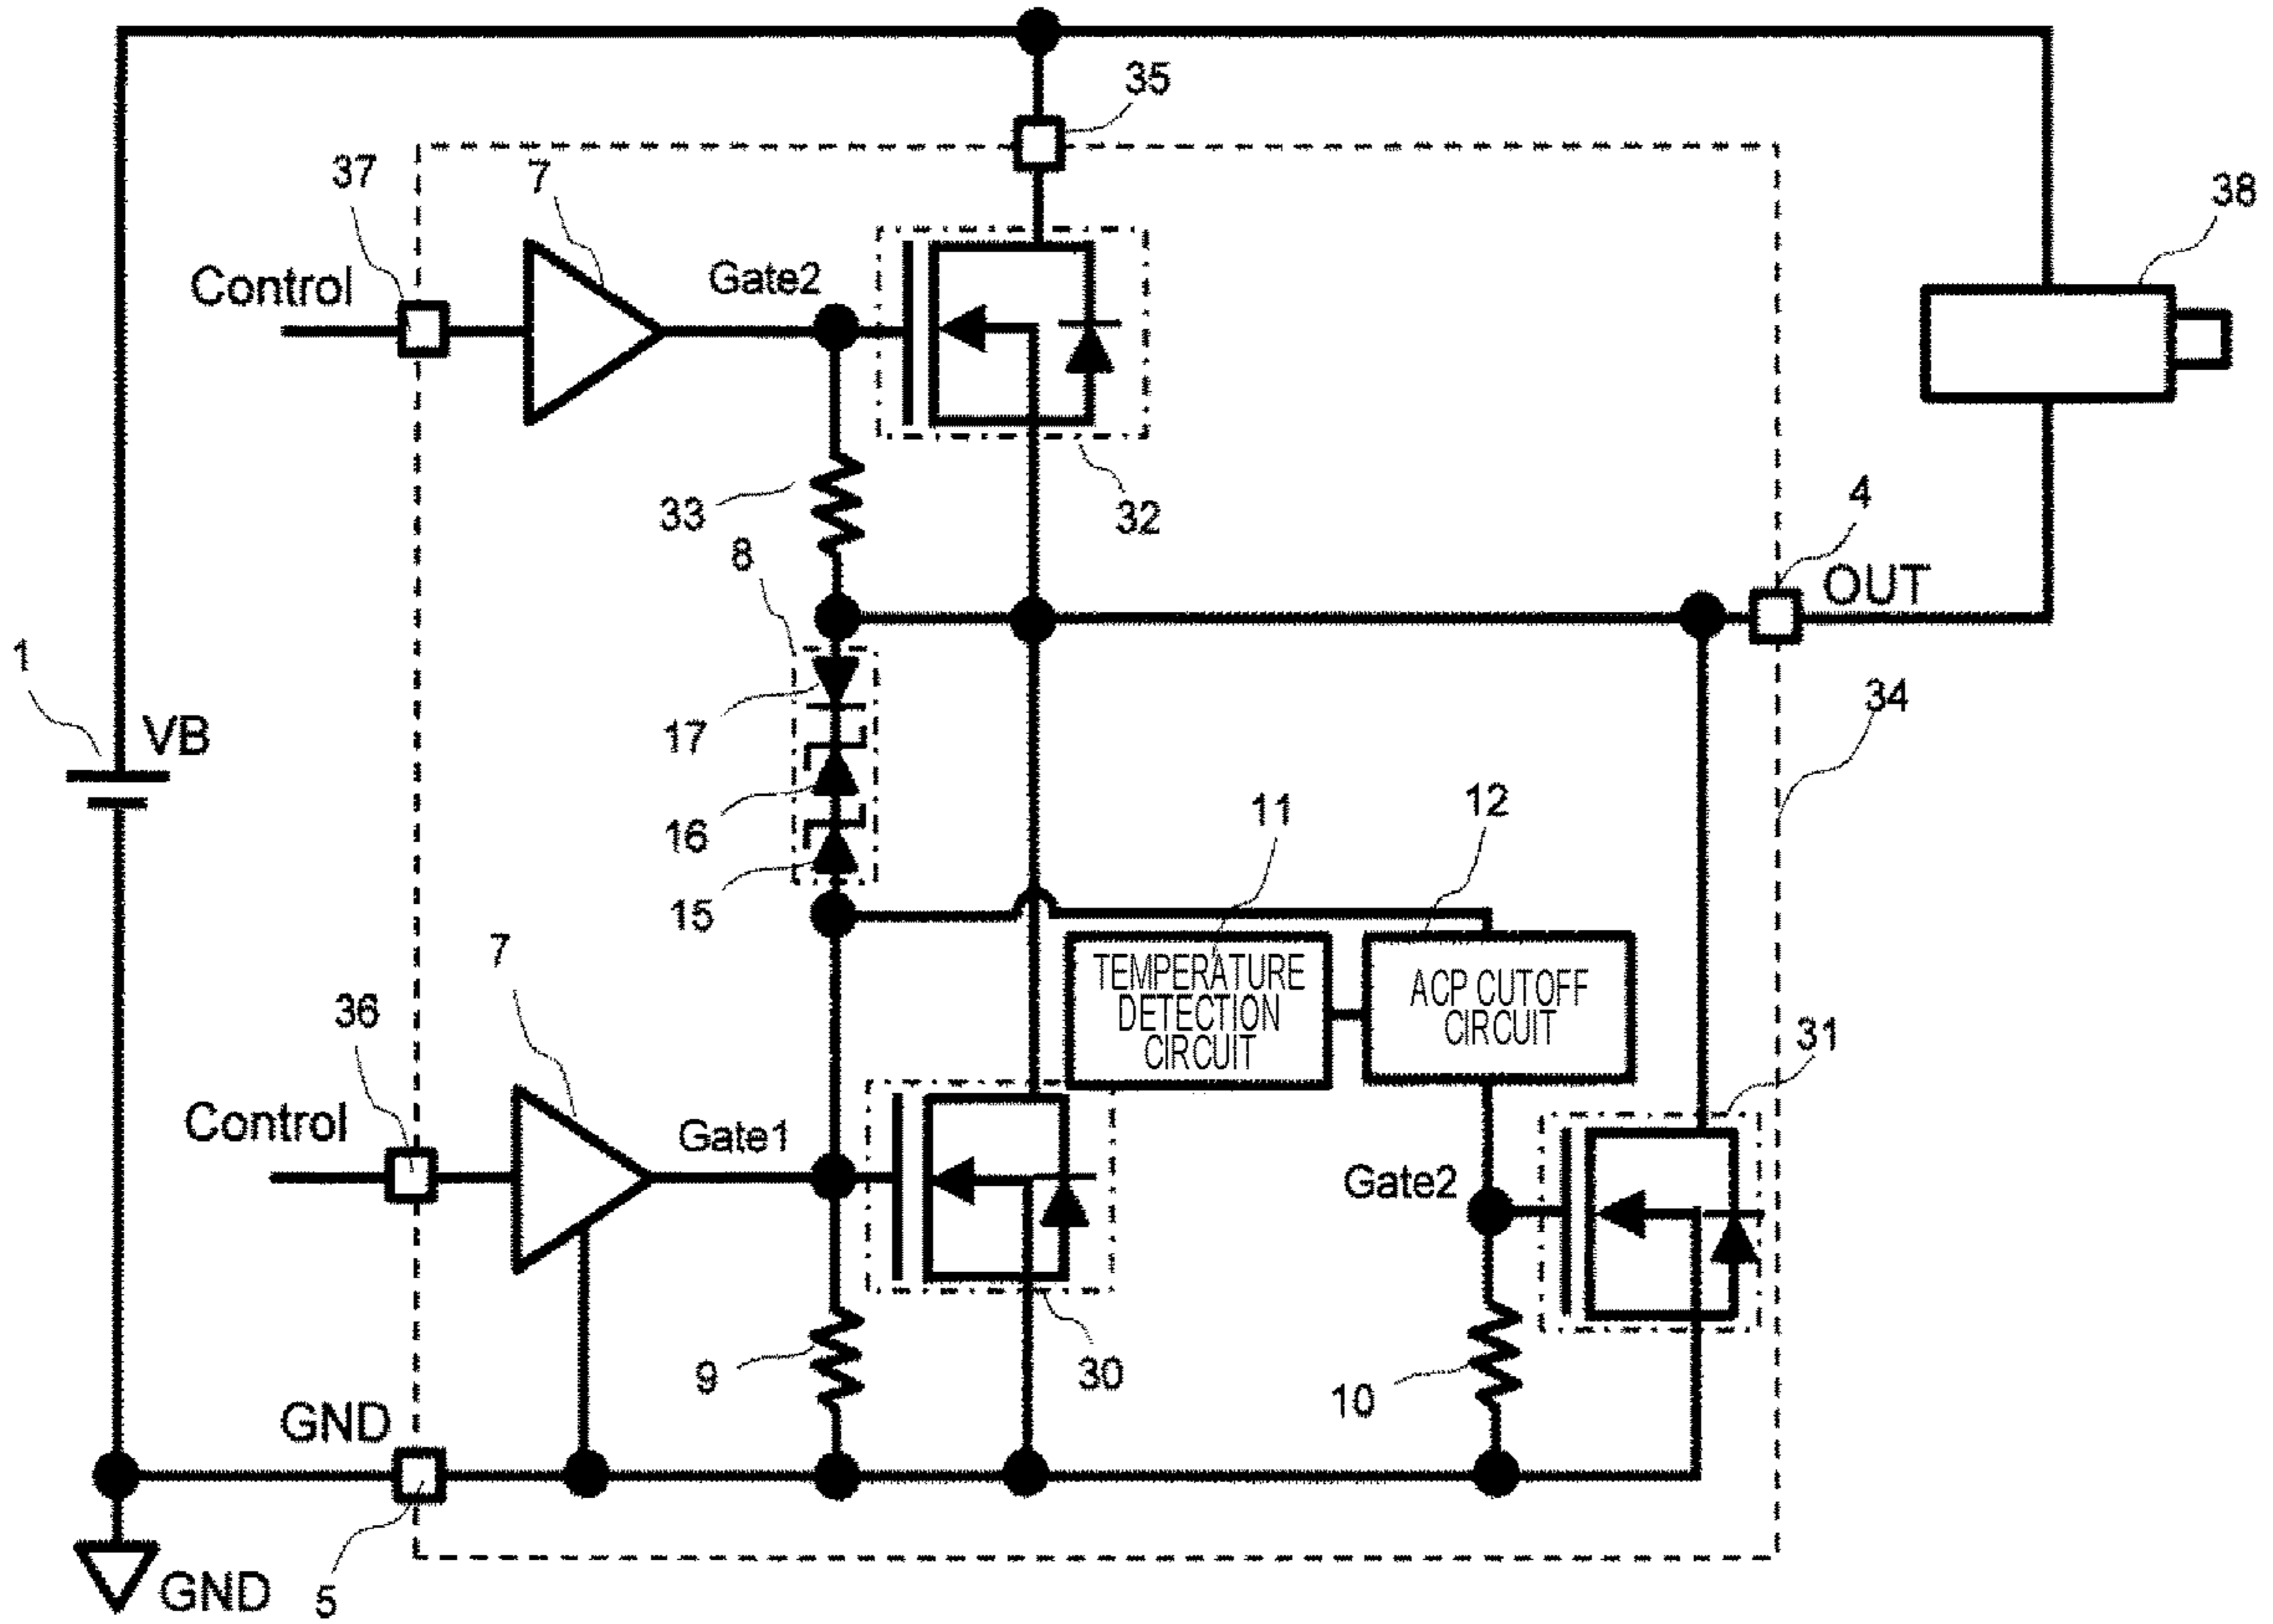 35
37
7
38
Control
Gate2
33
32
8
4
OUT
1
VB
17
34
16
11
12
15
7
TEMPERATURE
DETECTION
CIRCUIT
ACP CUTOFF
CIRCUIT
36
31
Control
Gate1
Gate2
9
30
10
GND
GND
5